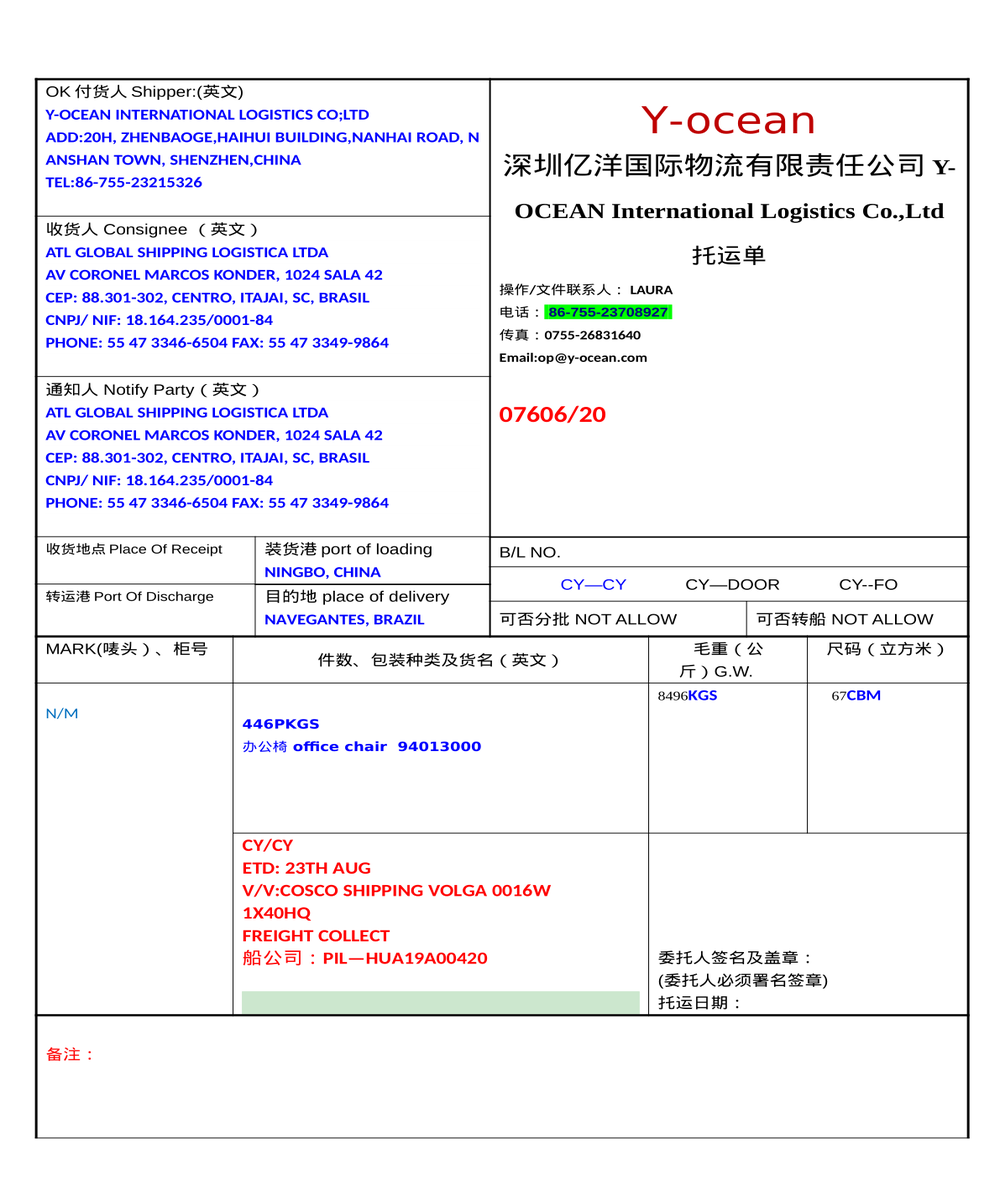 OK 付货人 Shipper:(英文)
Y-OCEAN INTERNATIONAL LOGISTICS CO;LTD
ADD:20H, ZHENBAOGE,HAIHUI BUILDING,NANHAI ROAD, N
ANSHAN TOWN, SHENZHEN,CHINA
TEL:86-755-23215326
收货人 Consignee （英文）
ATL GLOBAL SHIPPING LOGISTICA LTDA
AV CORONEL MARCOS KONDER, 1024 SALA 42
CEP: 88.301-302, CENTRO, ITAJAI, SC, BRASIL
CNPJ/ NIF: 18.164.235/0001-84
PHONE: 55 47 3346-6504 FAX: 55 47 3349-9864
通知人 Notify Party（英文）
ATL GLOBAL SHIPPING LOGISTICA LTDA
AV CORONEL MARCOS KONDER, 1024 SALA 42
CEP: 88.301-302, CENTRO, ITAJAI, SC, BRASIL
CNPJ/ NIF: 18.164.235/0001-84
PHONE: 55 47 3346-6504 FAX: 55 47 3349-9864
Y-ocean
深圳亿洋国际物流有限责任公司 Y-
OCEAN International Logistics Co.,Ltd
托运单
操作/文件联系人： LAURA
电话： 86-755-23708927
传真：0755-26831640
Email:op@y-ocean.com
07606/20
收货地点 Place Of Receipt
装货港 port of loading
NINGBO, CHINA
转运港 Port Of Discharge
目的地 place of delivery
NAVEGANTES, BRAZIL
B/L NO.
CY—CY CY—DOOR CY--FO
可否分批 NOT ALLOW 可否转船 NOT ALLOW
MARK(唛头）、柜号
件数、包装种类及货名（英文）
毛重（公
斤）G.W.
尺码（立方米）
N/M
446PKGS
办公椅 office chair 94013000
8496KGS
67CBM
CY/CY
ETD: 23TH AUG
V/V:COSCO SHIPPING VOLGA 0016W
1X40HQ
FREIGHT COLLECT
船公司：PIL—HUA19A00420
委托人签名及盖章：
(委托人必须署名签章)
托运日期：
备注：